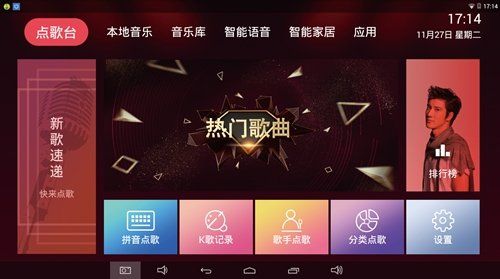 17:14
点歌台
本地音乐
音乐库
智能语音
智能家居
应用
17:14
11月27日 星期二
新歌速递
快来点歌
热门歌曲
排行榜
拼音点歌
K歌记录
歌手点歌
分类点歌
设置